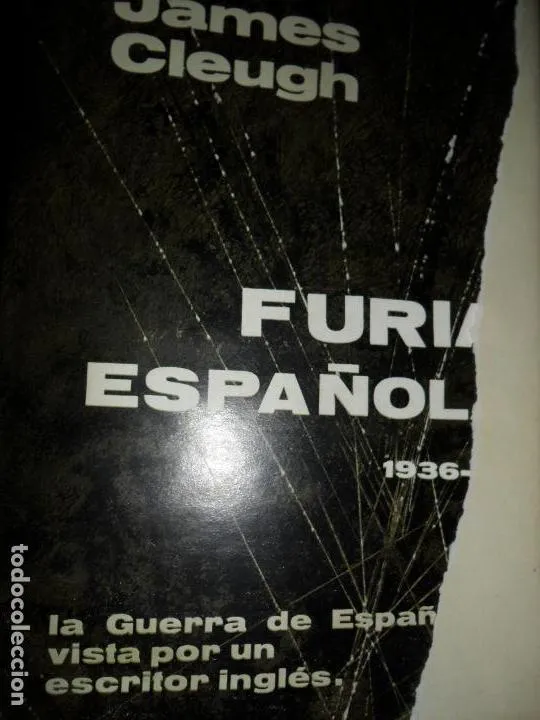 James
Cleugh
FURIA
ESPAÑOL
1936-
la Guerra de Españ
vista por un
escritor inglés.
todocoleccion